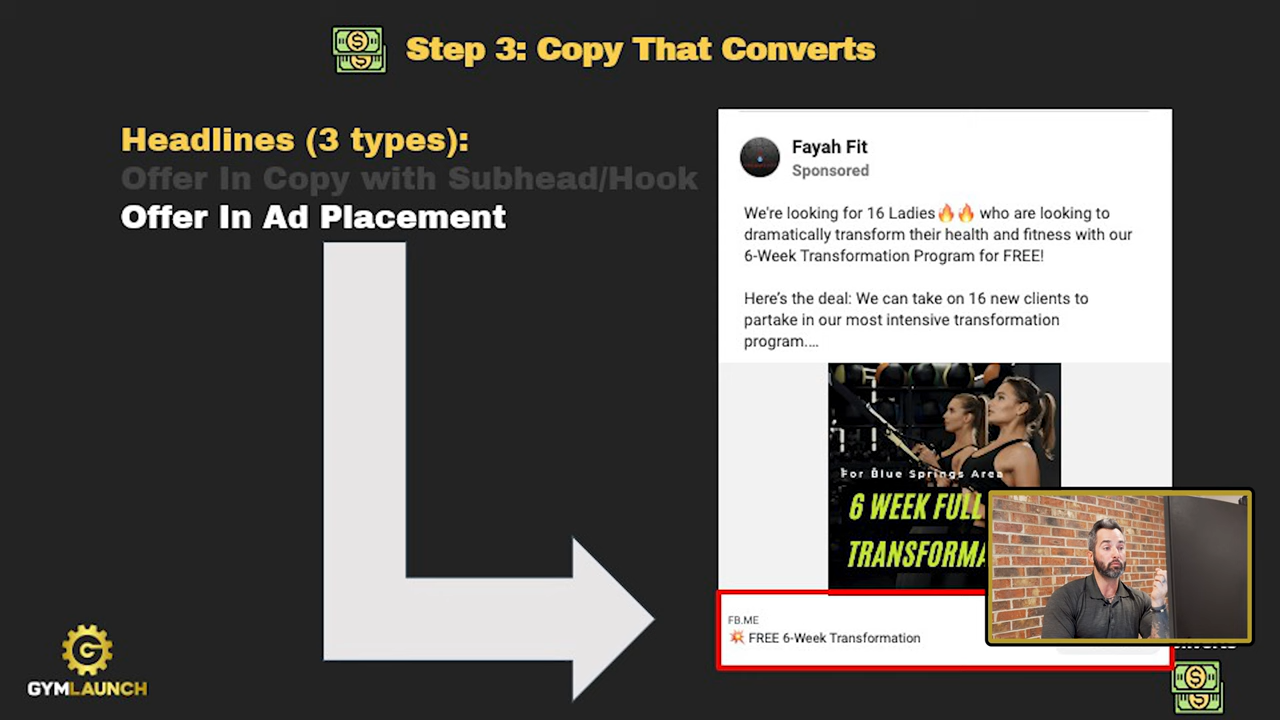 Step 3: Copy That Converts
Headlines (3 types):
Offer In Copy with Subhead/Hook
Offer In Ad Placement
Fayah Fit
Sponsored
We're looking for 16 Ladies🔥🔥 who are looking to
dramatically transform their health and fitness with our
6-Week Transformation Program for FREE!
Here's the deal: We can take on 16 new clients to
partake in our most intensive transformation
program....
For Blue Springs Area
6 WEEK FULL
FB.ME
💥 FREE 6-Week Transformation
GYMLAUNCH